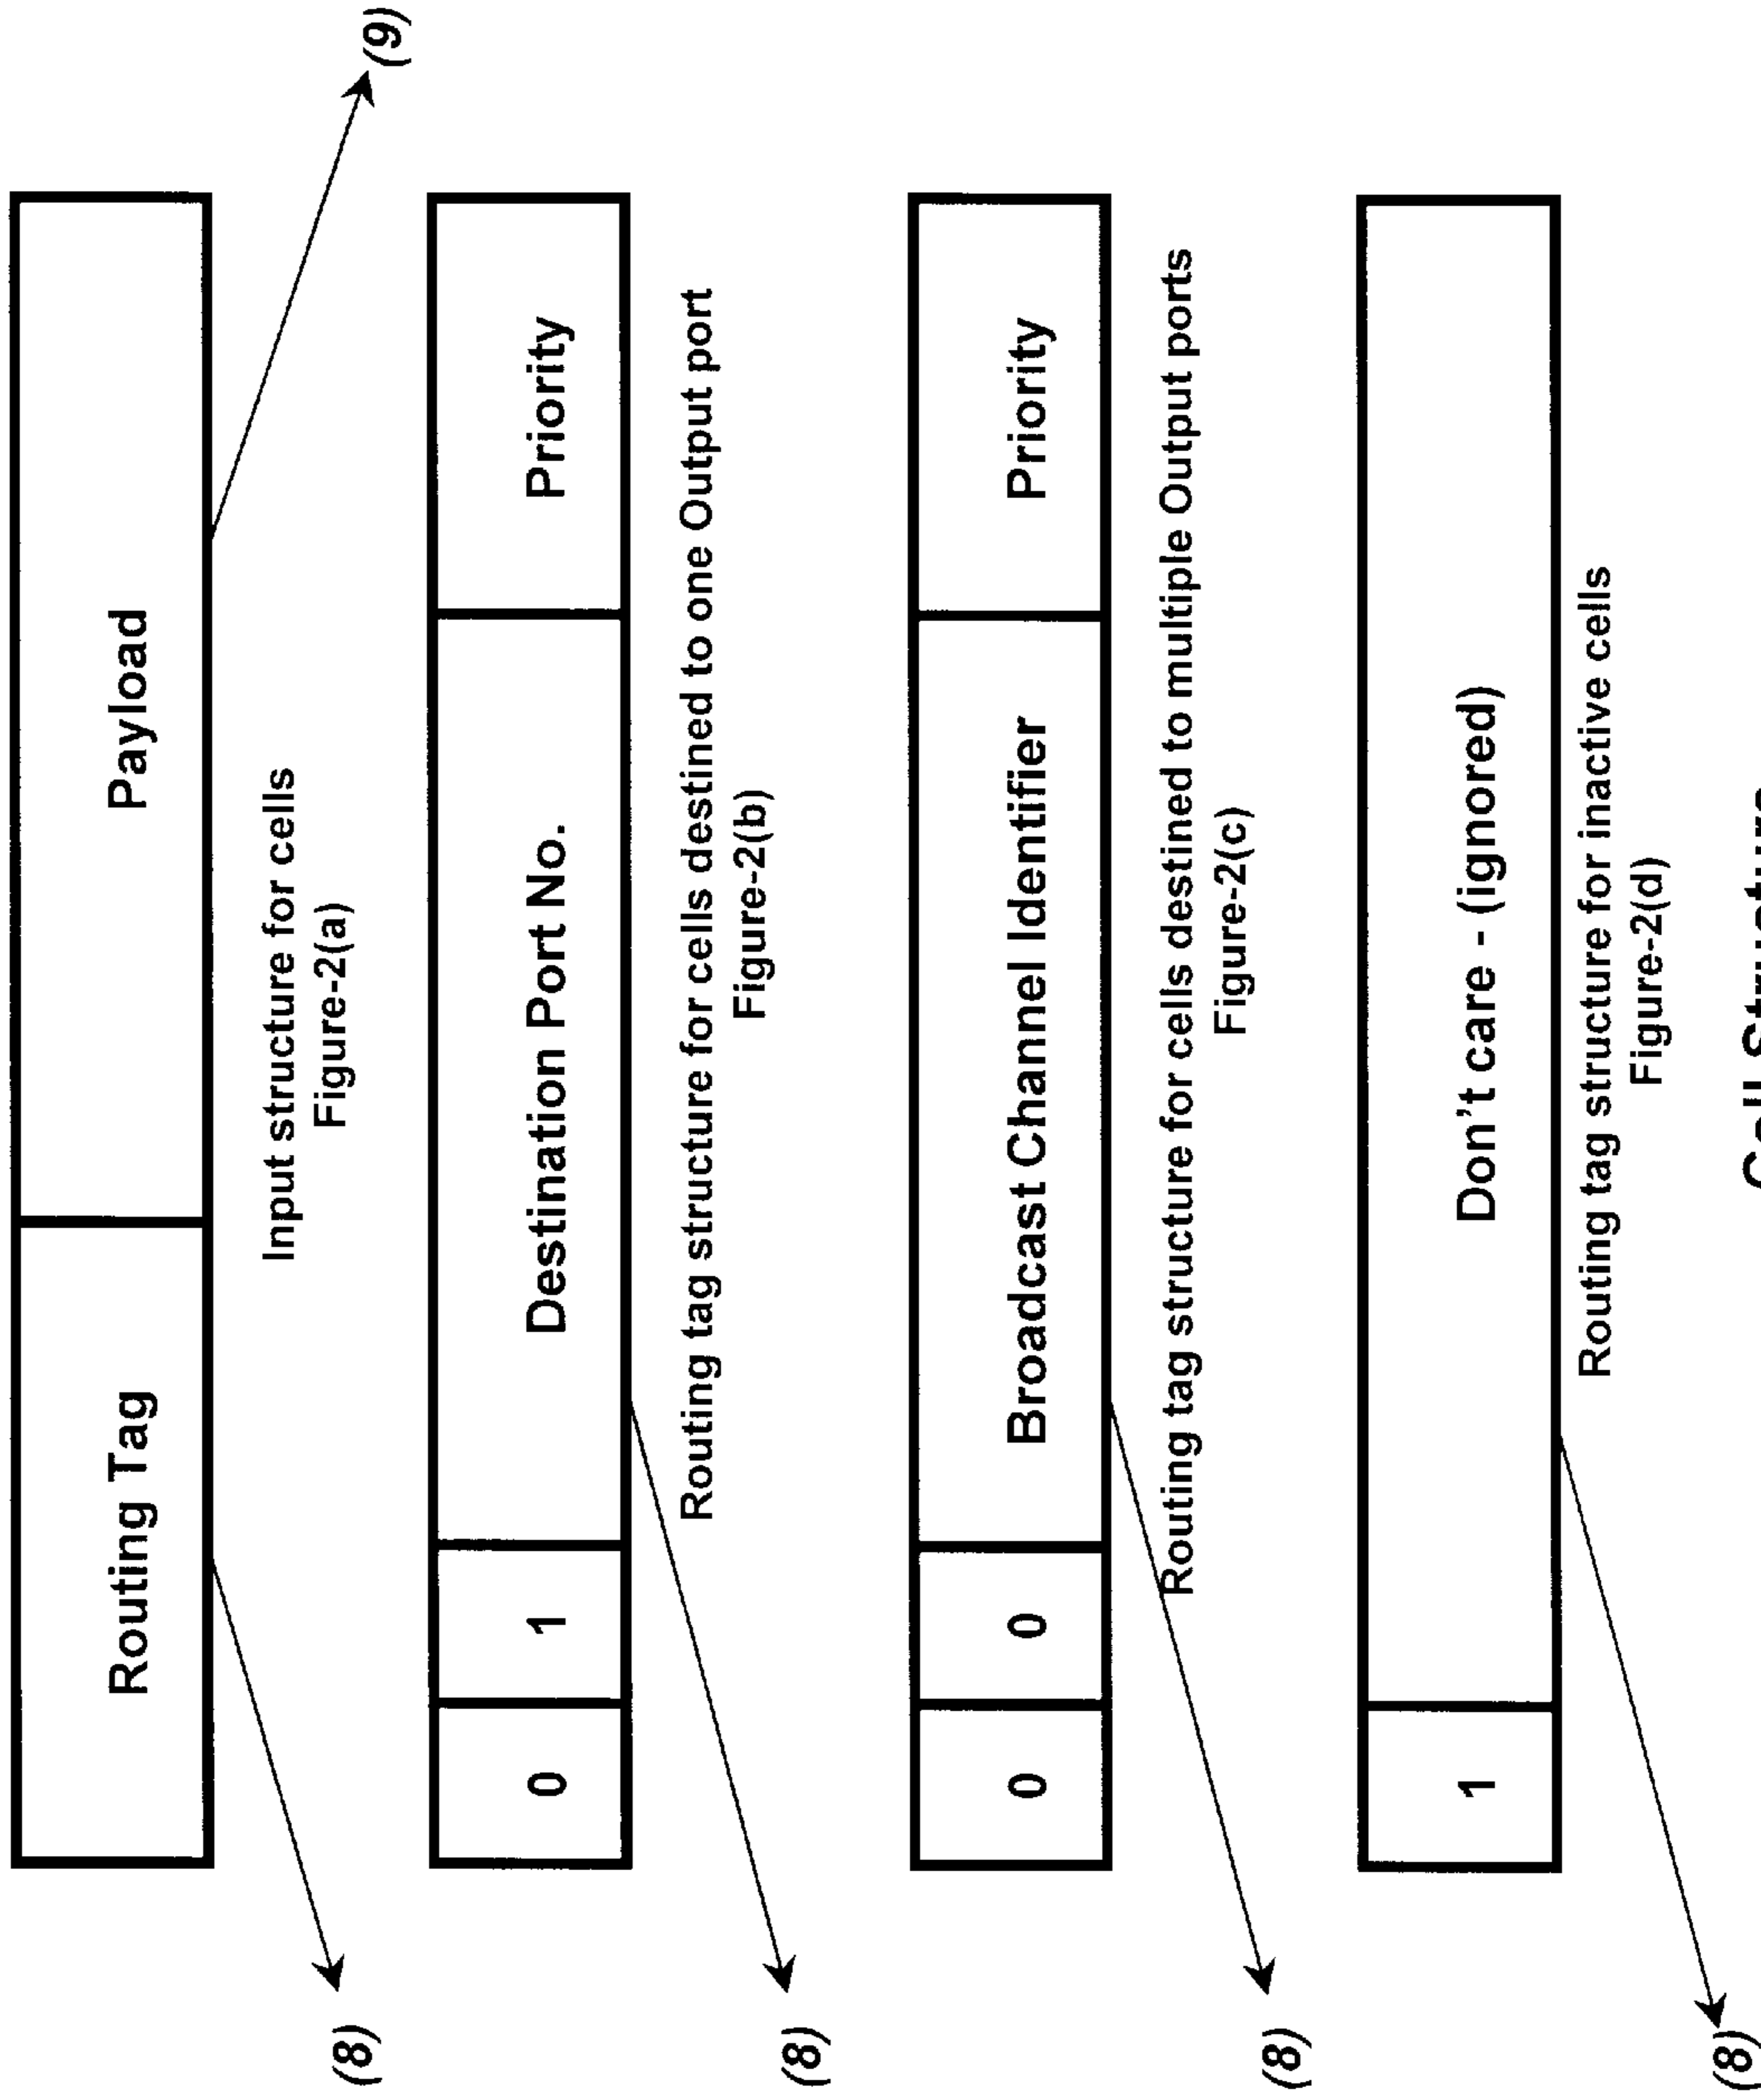 Routing Tag
Payload
(8)
Input structure for cells
(9)
Figure-2(a)
0
1
Destination Port No.
Priority
(8)
Routing tag structure for cells destined to one Output port
Figure-2(b)
0
0
Broadcast Channel Identifier
Priority
(8)
Routing tag structure for cells destined to multiple Output ports
Figure-2(c)
1
Don't care - (ignored)
(8)
Routing tag structure for inactive cells
Figure-2(d)
Cell Structure